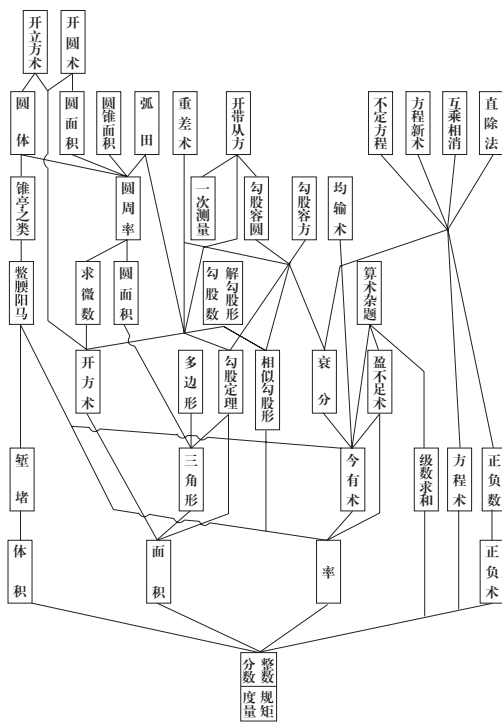 开立方术
开圆术
圆体
圆面积
圆锥面积
弧田
重差术
开带从方
不定方程
方程新术
互乘相消
直除法
锥亭之类
圆周率
一次测量
勾股容圆
勾股容方
均输术
鳖臑阳马
求微数
圆面积
勾股数
解勾股形
算术杂题
开方术
多边形
勾股定理
相似勾股形
衰分
盈不足术
堑堵
三角形
今有术
级数求和
方程术
正负数
体积
面积
率
正负术
整数
分数
规矩
度量